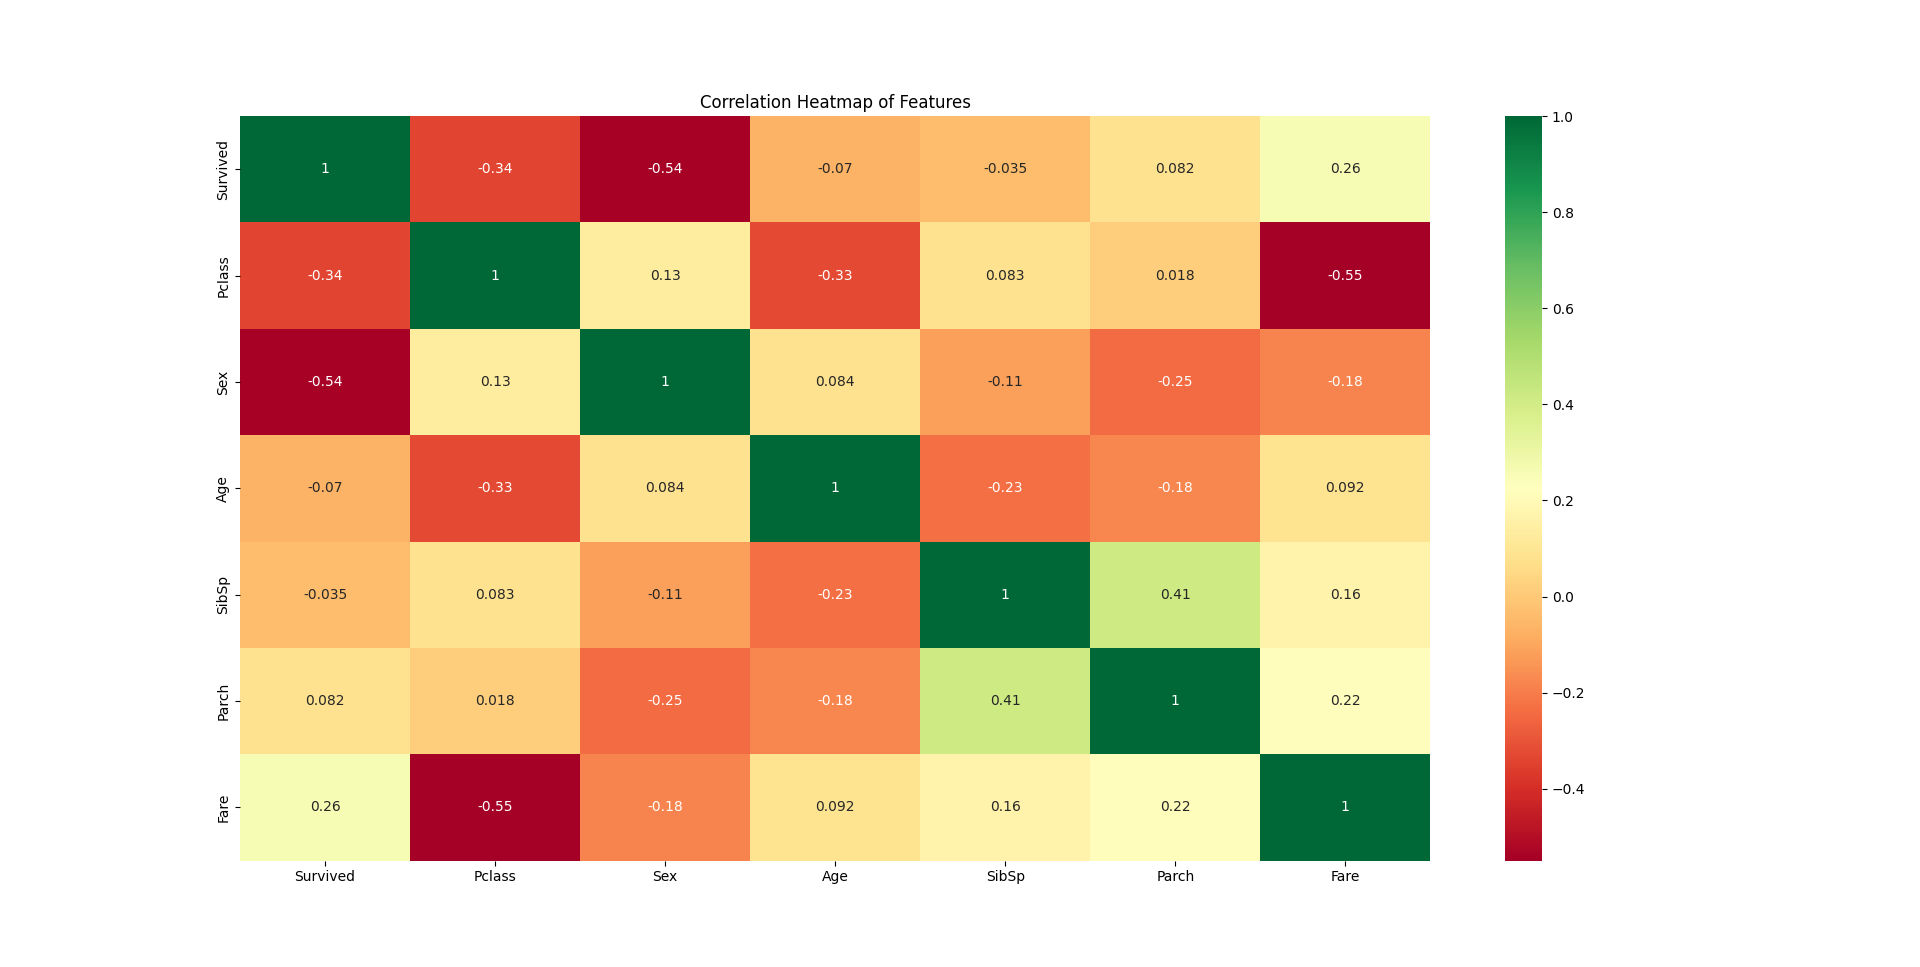 Correlation Heatmap of Features
Survived 1 -0.34 -0.54 -0.07 -0.035 0.082 0.26
Pclass -0.34 1 0.13 -0.33 0.083 0.018 -0.55
Sex -0.54 0.13 1 0.084 -0.11 -0.25 -0.18
Age -0.07 -0.33 0.084 1 -0.23 -0.18 0.092
SibSp -0.035 0.083 -0.11 -0.23 1 0.41 0.16
Parch 0.082 0.018 -0.25 -0.18 0.41 1 0.22
Fare 0.26 -0.55 -0.18 0.092 0.16 0.22 1
Survived Pclass Sex Age SibSp Parch Fare
1.0
0.8
0.6
0.4
0.2
0.0
−0.2
−0.4